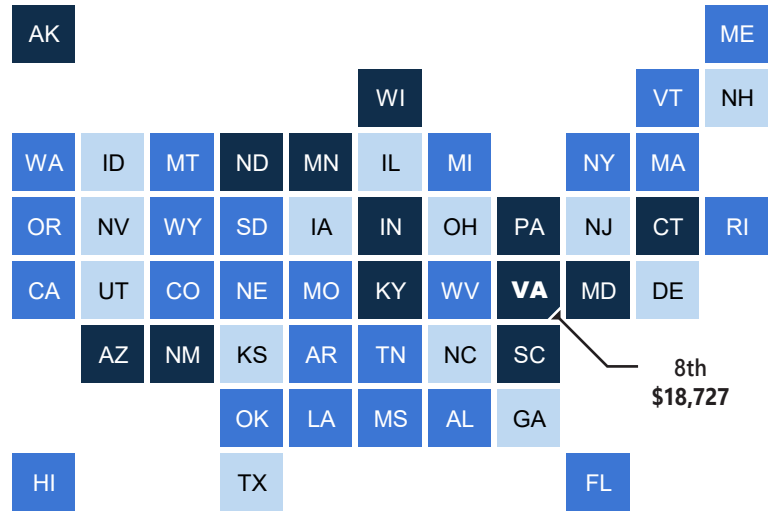 AK ME
WI VT NH
WA ID MT ND MN IL MI NY MA
OR NV WY SD IA IN OH PA NJ CT RI
CA UT CO NE MO KY WV VA MD DE
AZ NM KS AR TN NC SC
8th
$18,727
OK LA MS AL GA
HI TX FL